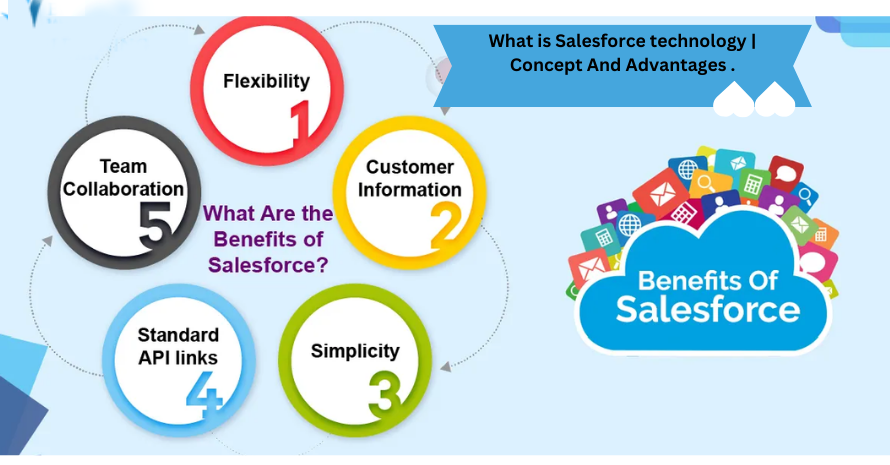 What is Salesforce technology |
Concept And Advantages .
Flexibility
1
Customer
Information
2
Simplicity
3
Standard
API links
4
Team
Collaboration
5
What Are the
Benefits of
Salesforce?
Benefits Of
Salesforce